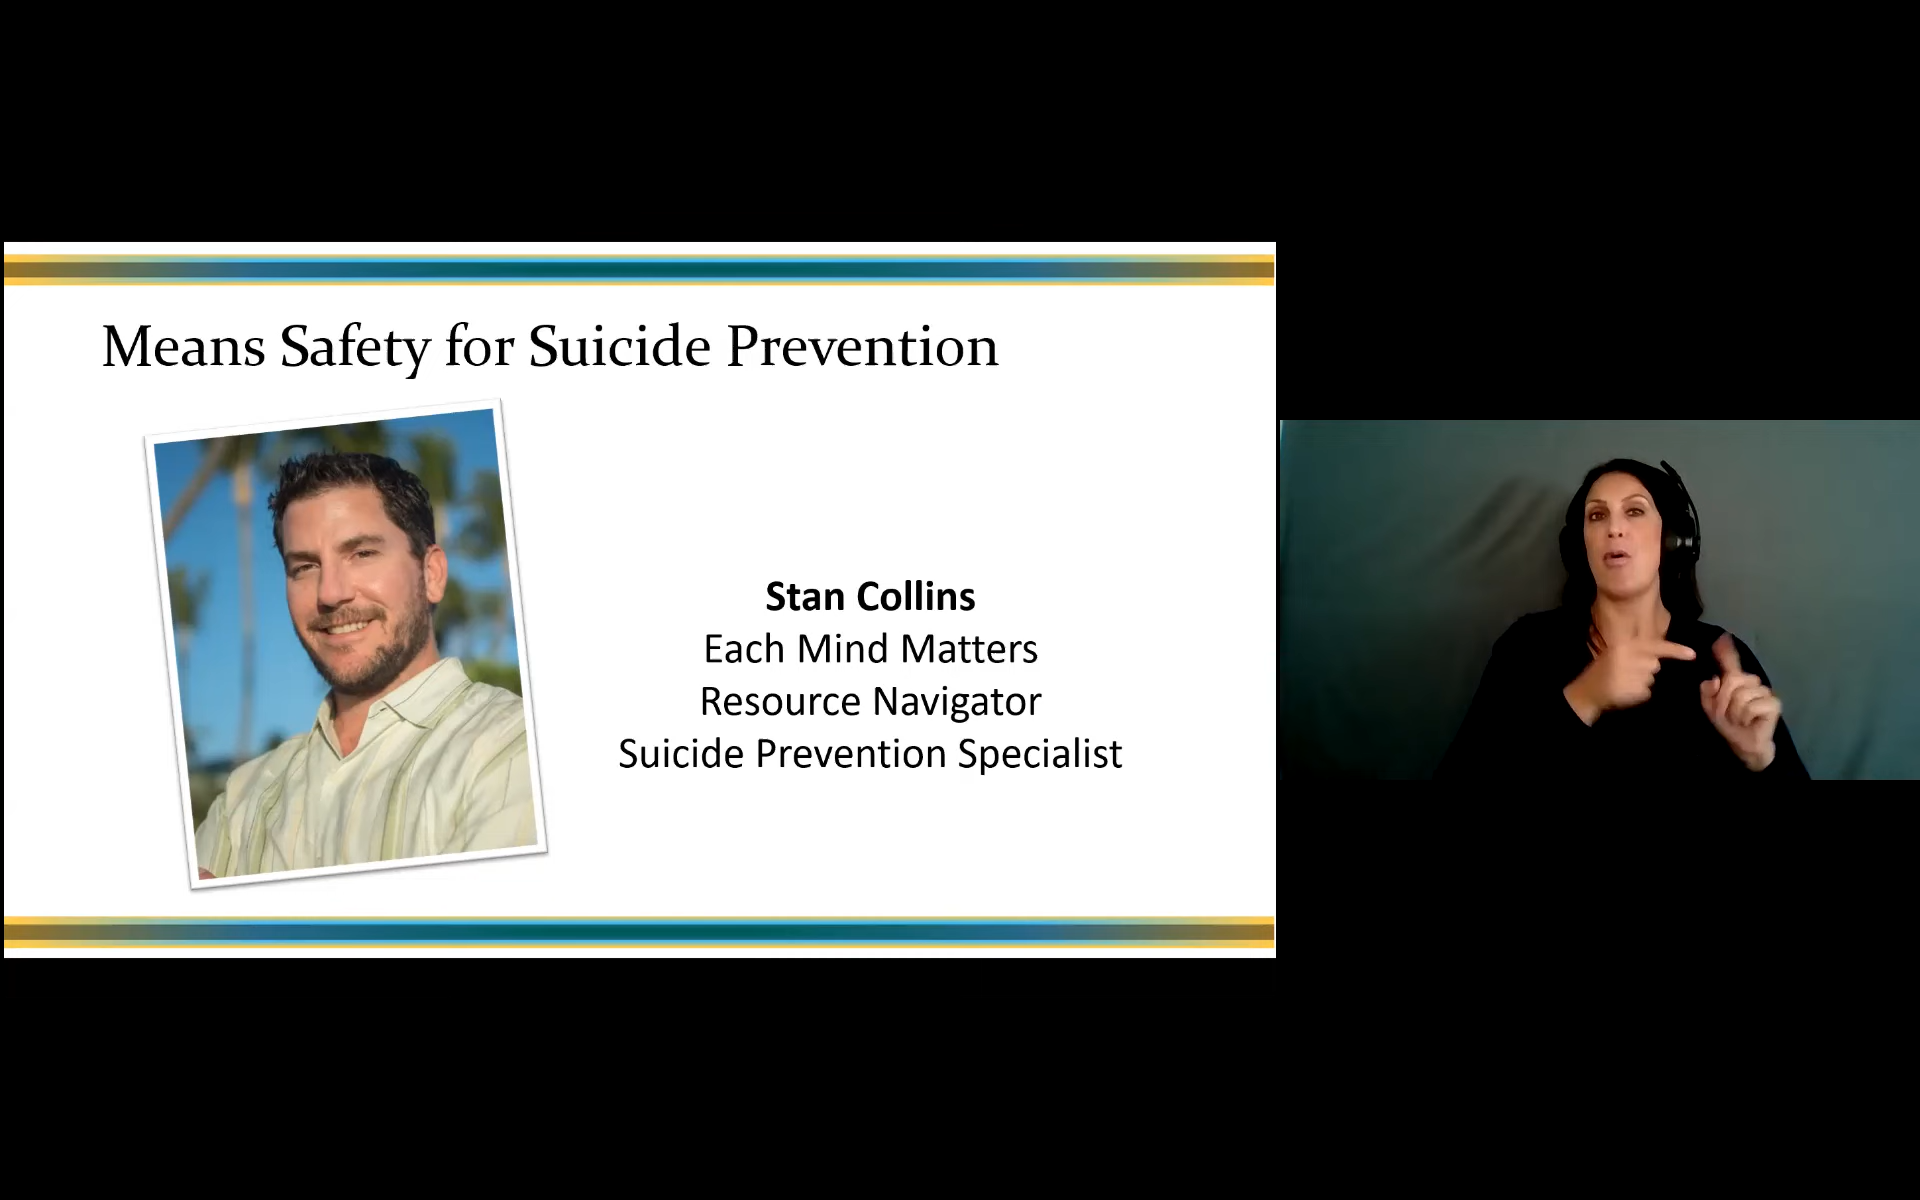 Means Safety for Suicide Prevention
Stan Collins
Each Mind Matters
Resource Navigator
Suicide Prevention Specialist